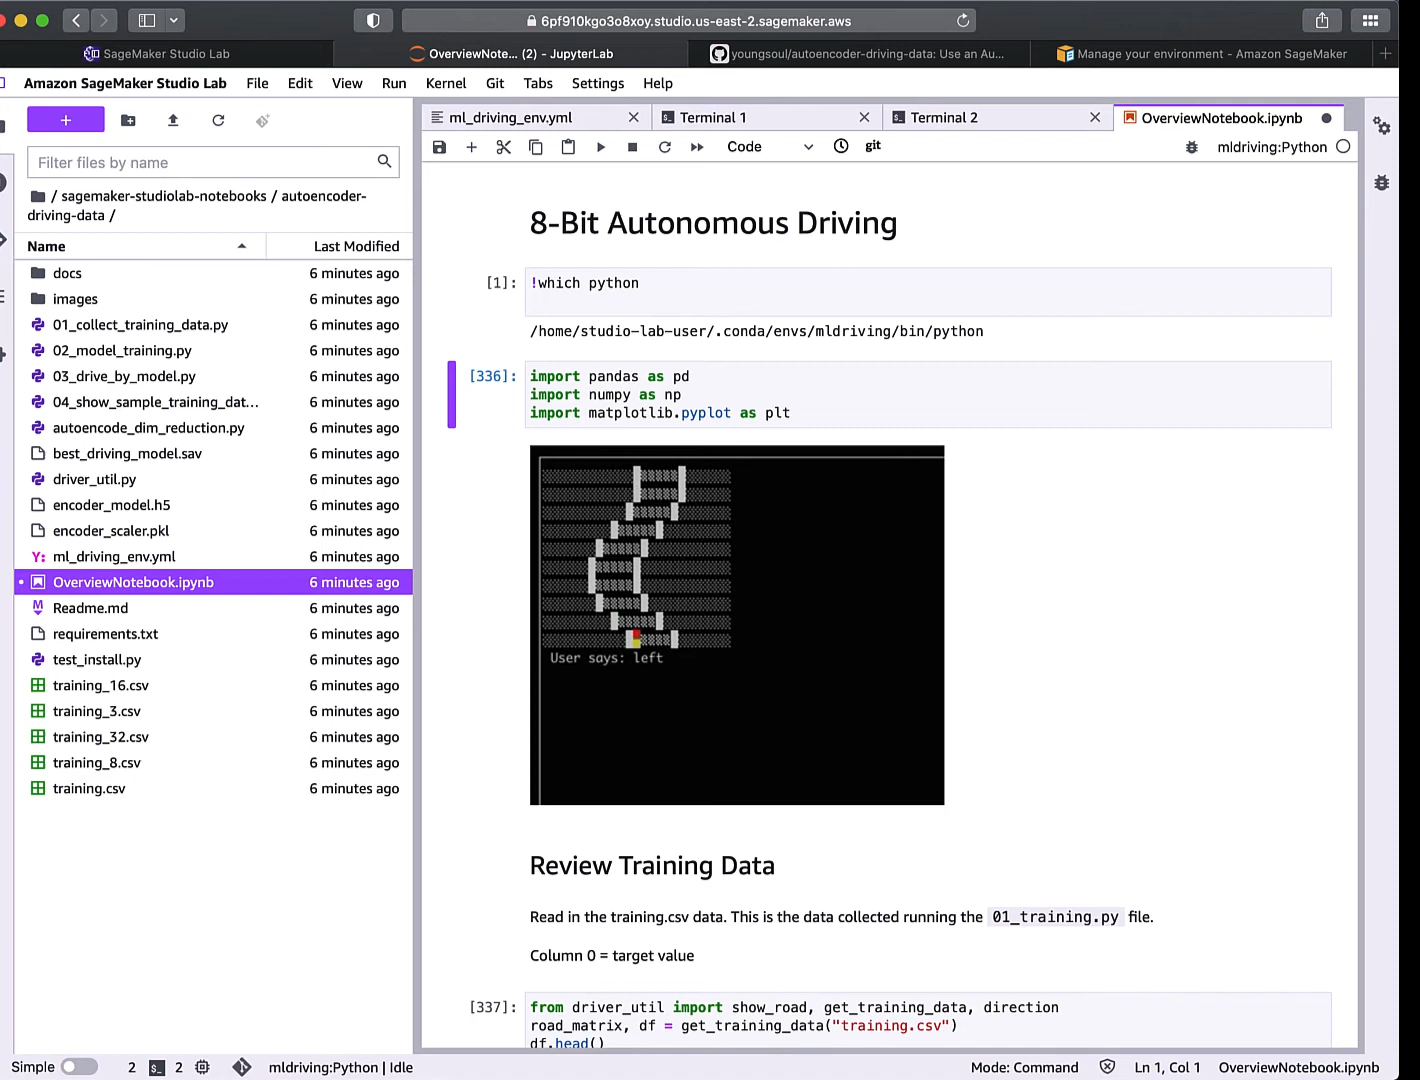 6pf910kgo3o8xoy.studio.us-east-2.sagemaker.aws
SageMaker Studio Lab
OverviewNote... (2) - JupyterLab
youngsoul/autoencoder-driving-data: Use an Au...
Manage your environment - Amazon SageMaker
Amazon SageMaker Studio Lab File Edit View Run Kernel Git Tabs Settings Help
+
Filter files by name
/ sagemaker-studiolab-notebooks / autoencoder-
driving-data /
Name Last Modified
docs 6 minutes ago
images 6 minutes ago
01_collect_training_data.py 6 minutes ago
02_model_training.py 6 minutes ago
03_drive_by_model.py 6 minutes ago
04_show_sample_training_dat... 6 minutes ago
autoencode_dim_reduction.py 6 minutes ago
best_driving_model.sav 6 minutes ago
driver_util.py 6 minutes ago
encoder_model.h5 6 minutes ago
encoder_scaler.pkl 6 minutes ago
Y: ml_driving_env.yml 6 minutes ago
OverviewNotebook.ipynb 6 minutes ago
Readme.md 6 minutes ago
requirements.txt 6 minutes ago
test_install.py 6 minutes ago
training_16.csv 6 minutes ago
training_3.csv 6 minutes ago
training_32.csv 6 minutes ago
training_8.csv 6 minutes ago
training.csv 6 minutes ago
ml_driving_env.yml Terminal 1 Terminal 2 OverviewNotebook.ipynb
Code git mldriving:Python
8-Bit Autonomous Driving
[1]: !which python
/home/studio-lab-user/.conda/envs/mldriving/bin/python
[336]: import pandas as pd
import numpy as np
import matplotlib.pyplot as plt
User says: left
Review Training Data
Read in the training.csv data. This is the data collected running the 01_training.py file.
Column 0 = target value
[337]: from driver_util import show_road, get_training_data, direction
road_matrix, df = get_training_data("training.csv")
df.head()
Simple 2 2 mldriving:Python | Idle Mode: Command Ln 1, Col 1 OverviewNotebook.ipynb